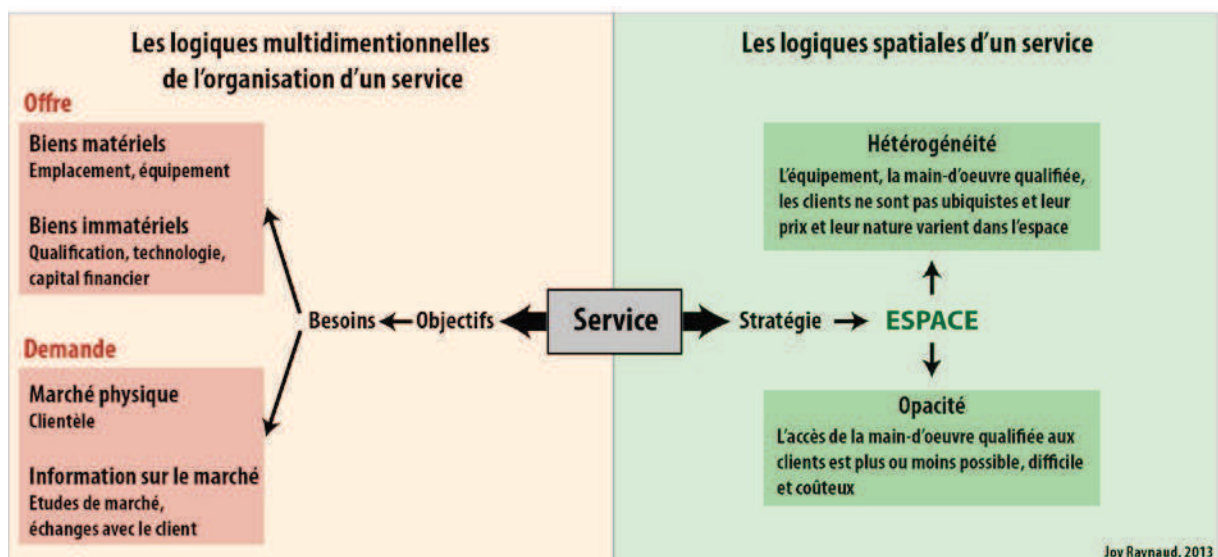 Les logiques multidimentionnelles
de l'organisation d'un service
Offre
Biens matériels
Emplacement, équipement
Biens immatériels
Qualification, technologie,
capital financier
Besoins
Objectifs
Demande
Marché physique
Clientèle
Information sur le marché
Etudes de marché,
échanges avec le client
Service
Les logiques spatiales d'un service
Hétérogénéité
L'équipement, la main-d'oeuvre qualifiée,
les clients ne sont pas ubiquistes et leur
prix et leur nature varient dans l'espace
Stratégie
ESPACE
Opacité
L'accès de la main-d'oeuvre qualifiée aux
clients est plus ou moins possible, difficile
et coûteux
Joy Raynaud, 2013